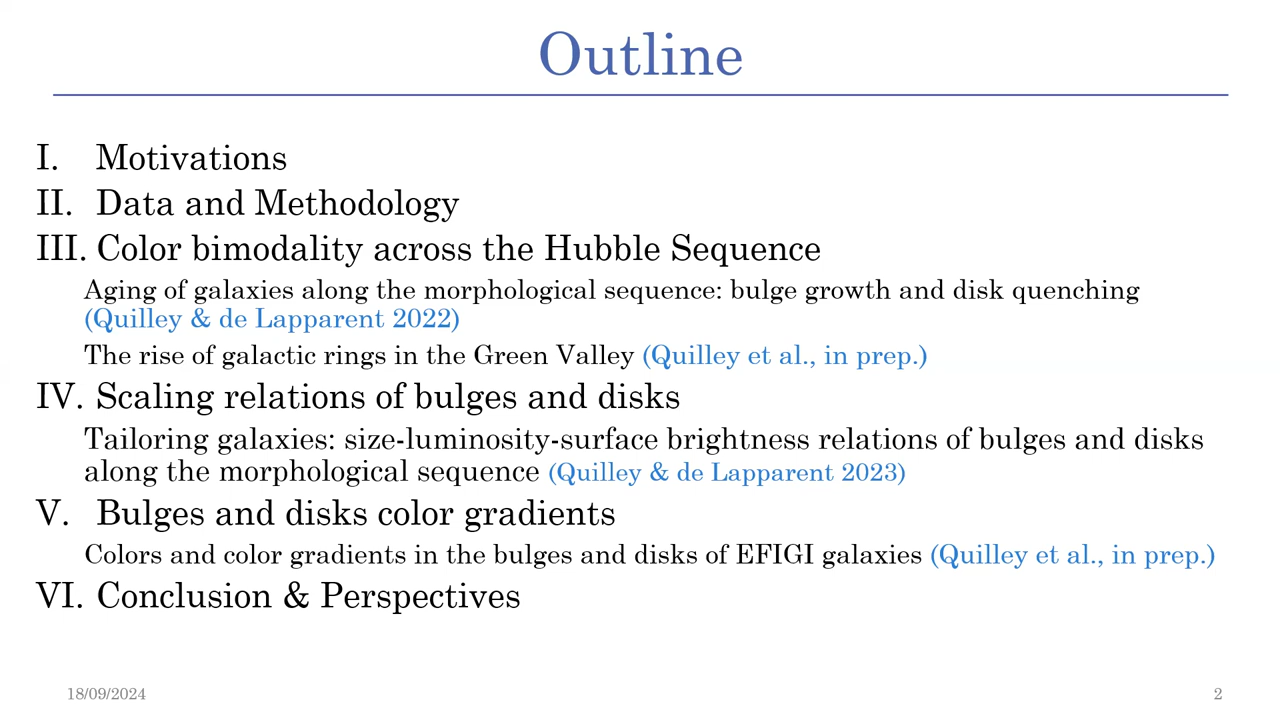 Outline
I. Motivations
II. Data and Methodology
III. Color bimodality across the Hubble Sequence
Aging of galaxies along the morphological sequence: bulge growth and disk quenching
(Quilley & de Lapparent 2022)
The rise of galactic rings in the Green Valley (Quilley et al., in prep.)
IV. Scaling relations of bulges and disks
Tailoring galaxies: size-luminosity-surface brightness relations of bulges and disks
along the morphological sequence (Quilley & de Lapparent 2023)
V. Bulges and disks color gradients
Colors and color gradients in the bulges and disks of EFIGI galaxies (Quilley et al., in prep.)
VI. Conclusion & Perspectives
18/09/2024
2